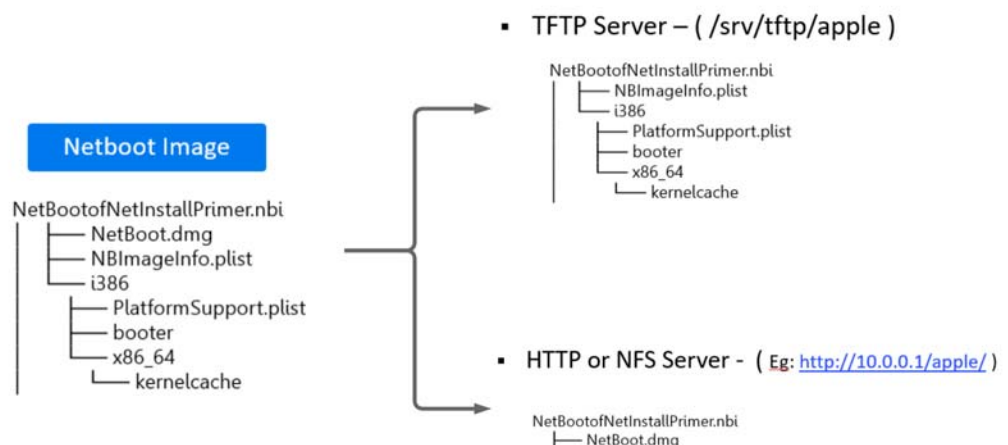 Netboot Image
NetBootofNetInstallPrimer.nbi
NetBoot.dmg
NBImageInfo.plist
i386
PlatformSupport.plist
booter
x86_64
kernelcache
▪ TFTP Server – ( /srv/tftp/apple )
NetBootofNetInstallPrimer.nbi
NBImageInfo.plist
i386
PlatformSupport.plist
booter
x86_64
kernelcache
▪ HTTP or NFS Server - ( Eg: http://10.0.0.1/apple/ )
NetBootofNetInstallPrimer.nbi
NetBoot.dmg